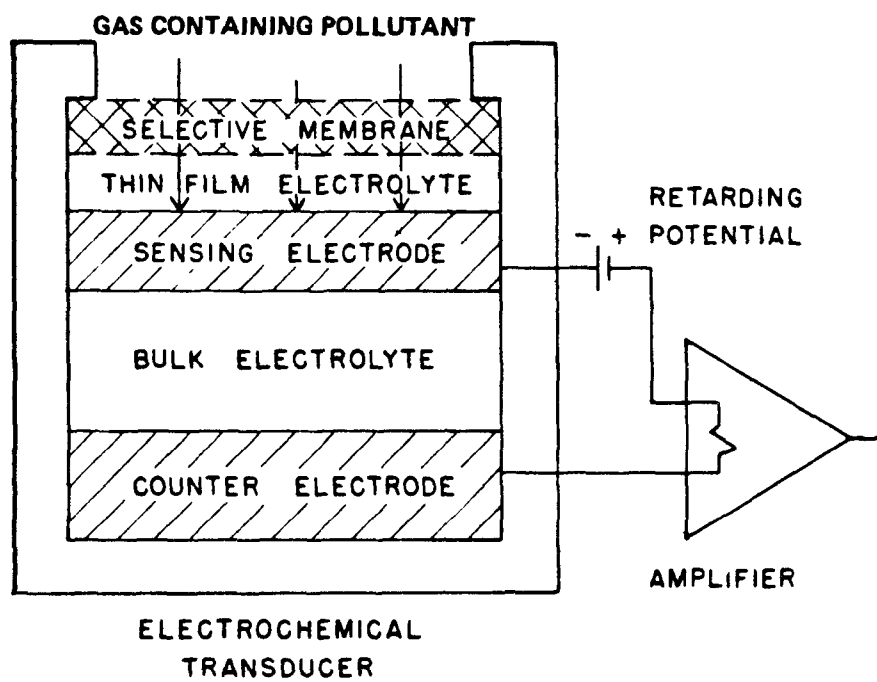 GAS CONTAINING POLLUTANT
SELECTIVE MEMBRANE
THIN FILM ELECTROLYTE
SENSING ELECTRODE
RETARDING
- + POTENTIAL
BULK ELECTROLYTE
COUNTER ELECTRODE
AMPLIFIER
ELECTROCHEMICAL
TRANSDUCER